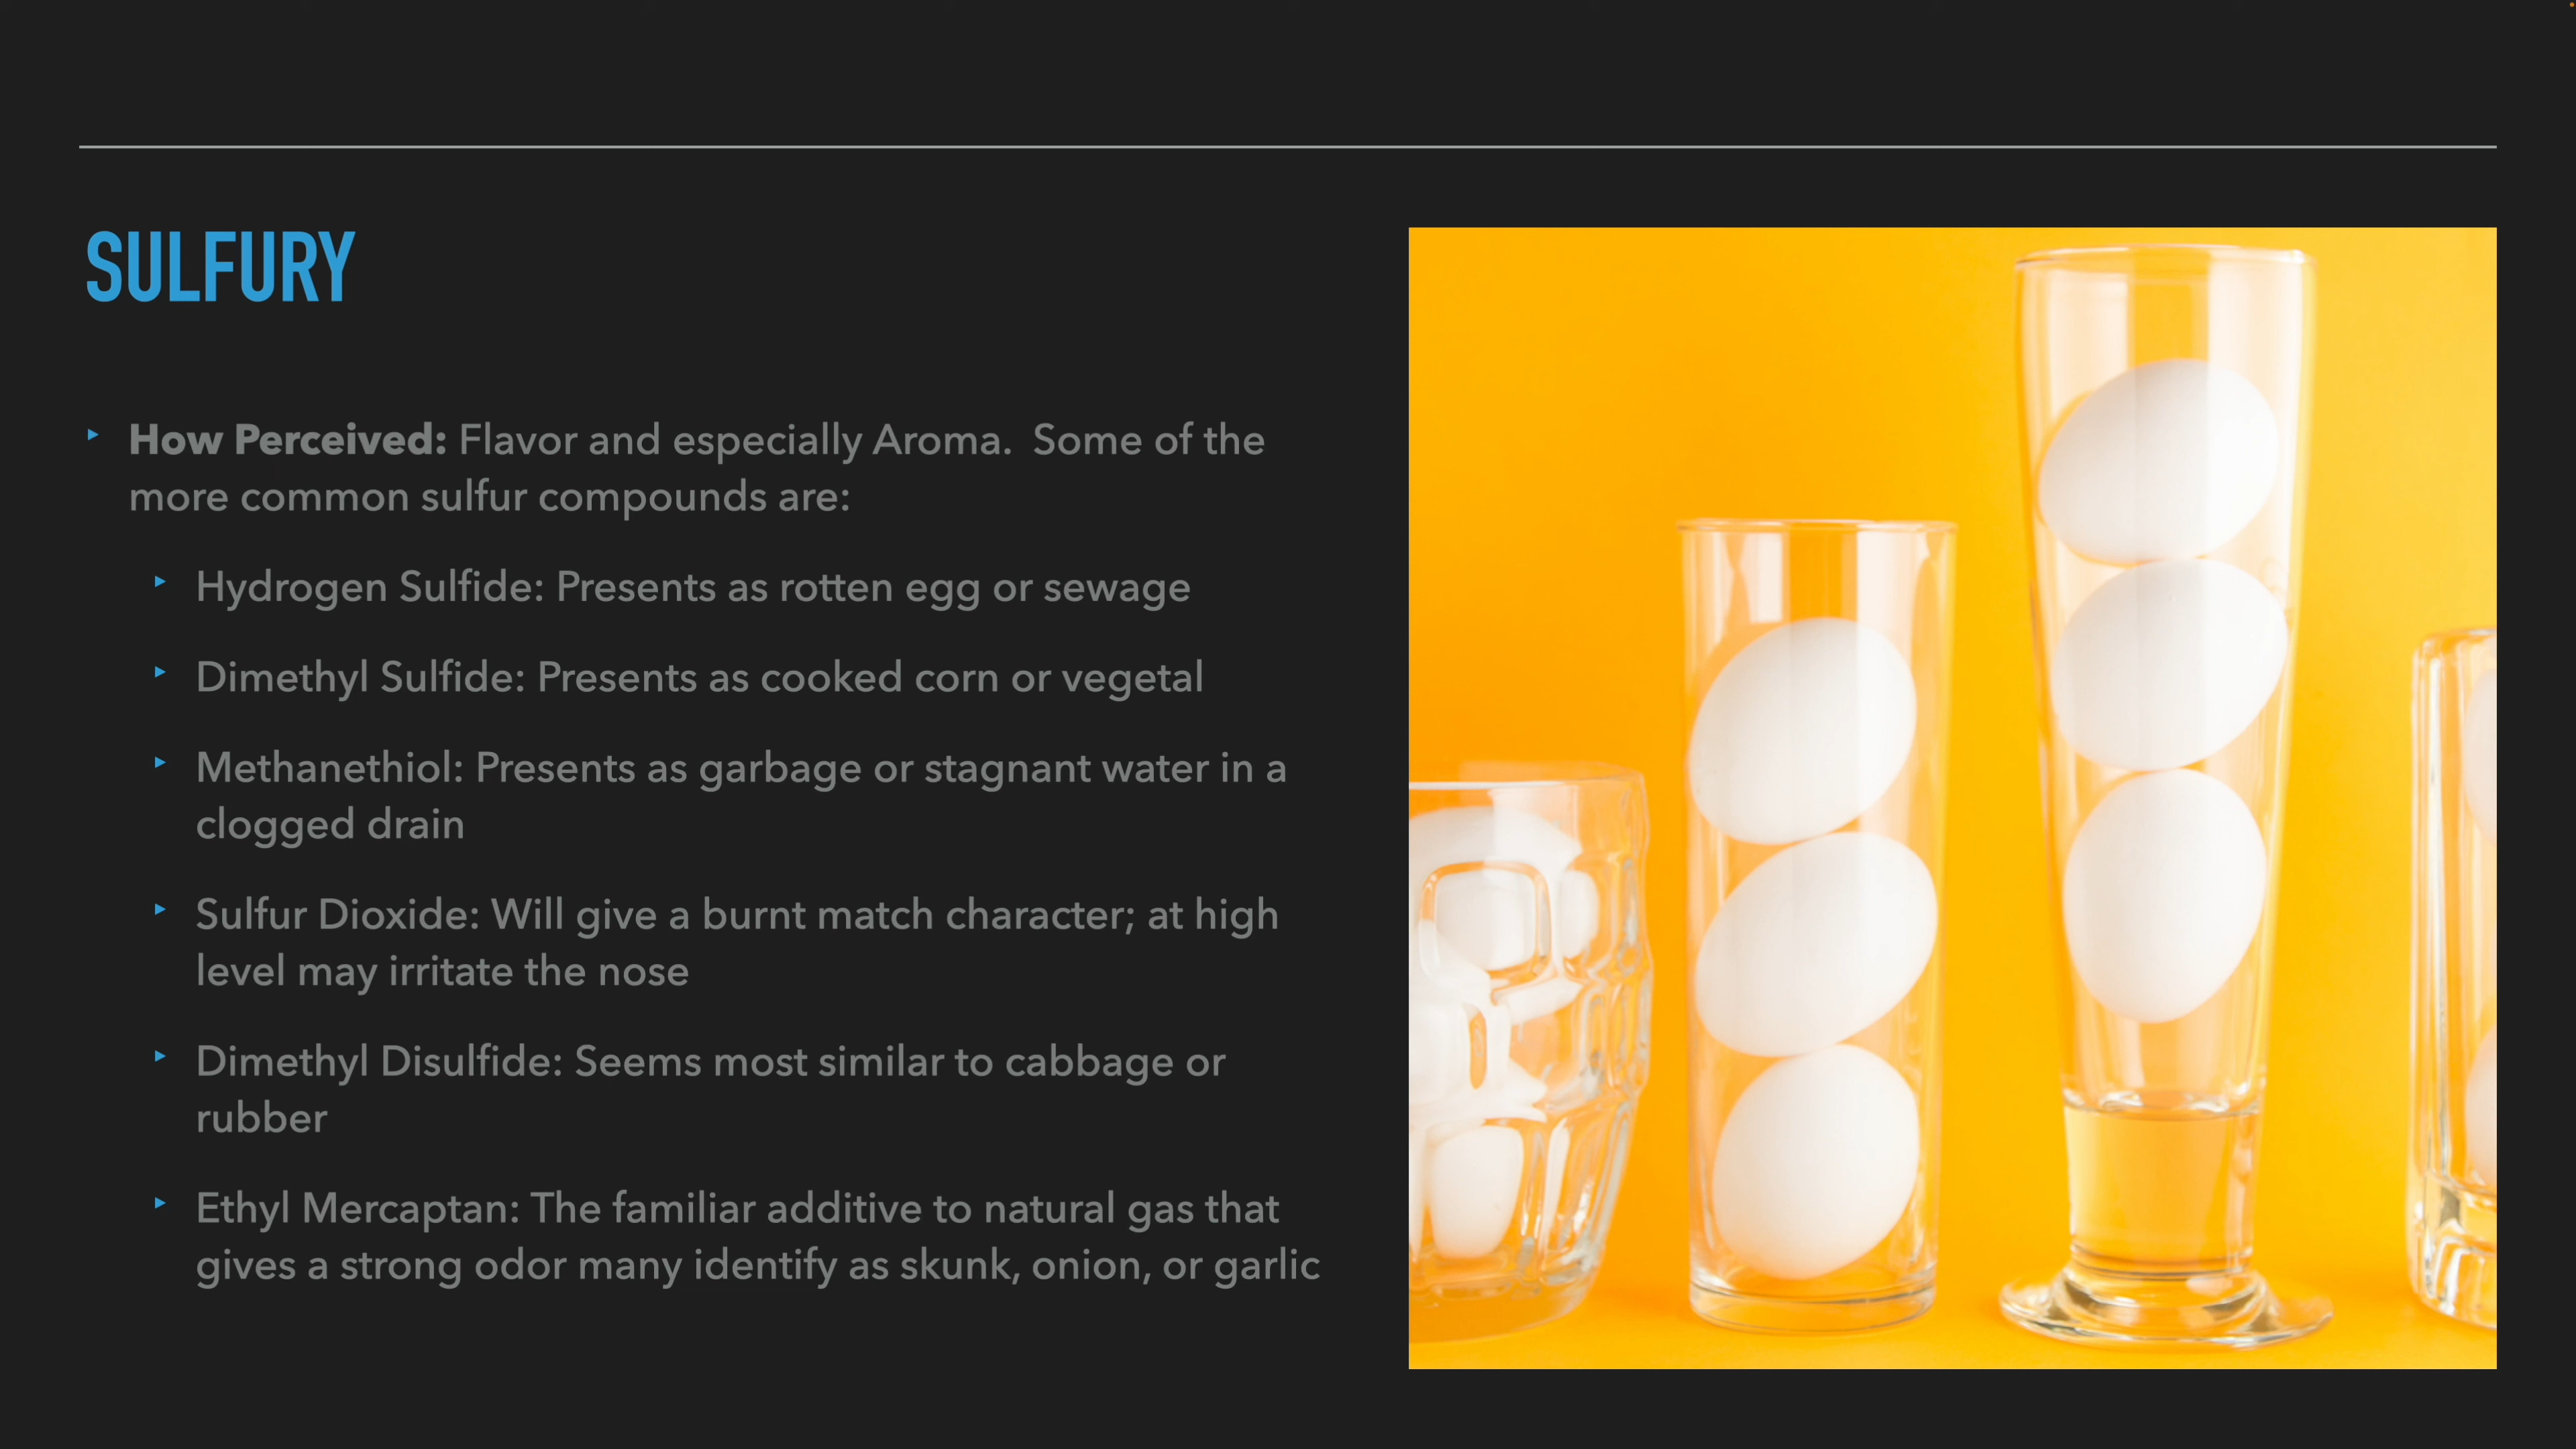 SULFURY
How Perceived: Flavor and especially Aroma.  Some of the
more common sulfur compounds are:
Hydrogen Sulfide: Presents as rotten egg or sewage
Dimethyl Sulfide: Presents as cooked corn or vegetal
Methanethiol: Presents as garbage or stagnant water in a
clogged drain
Sulfur Dioxide: Will give a burnt match character; at high
level may irritate the nose
Dimethyl Disulfide: Seems most similar to cabbage or
rubber
Ethyl Mercaptan: The familiar additive to natural gas that
gives a strong odor many identify as skunk, onion, or garlic